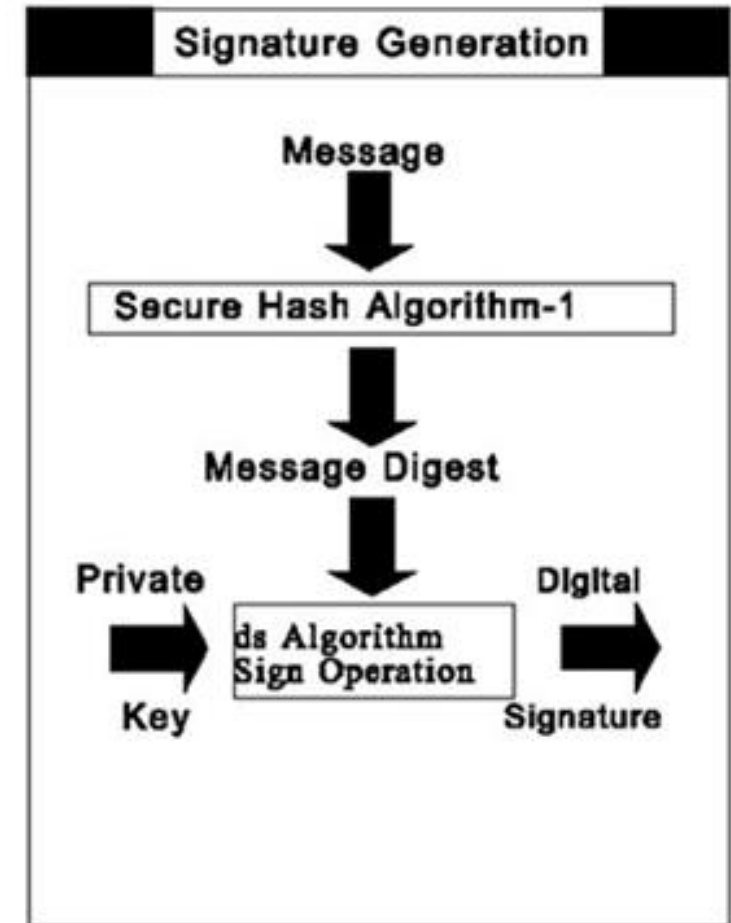 Signature Generation
Message
Secure Hash Algorithm-1
Message Digest
Private
Key
ds Algorithm
Sign Operation
Digital
Signature